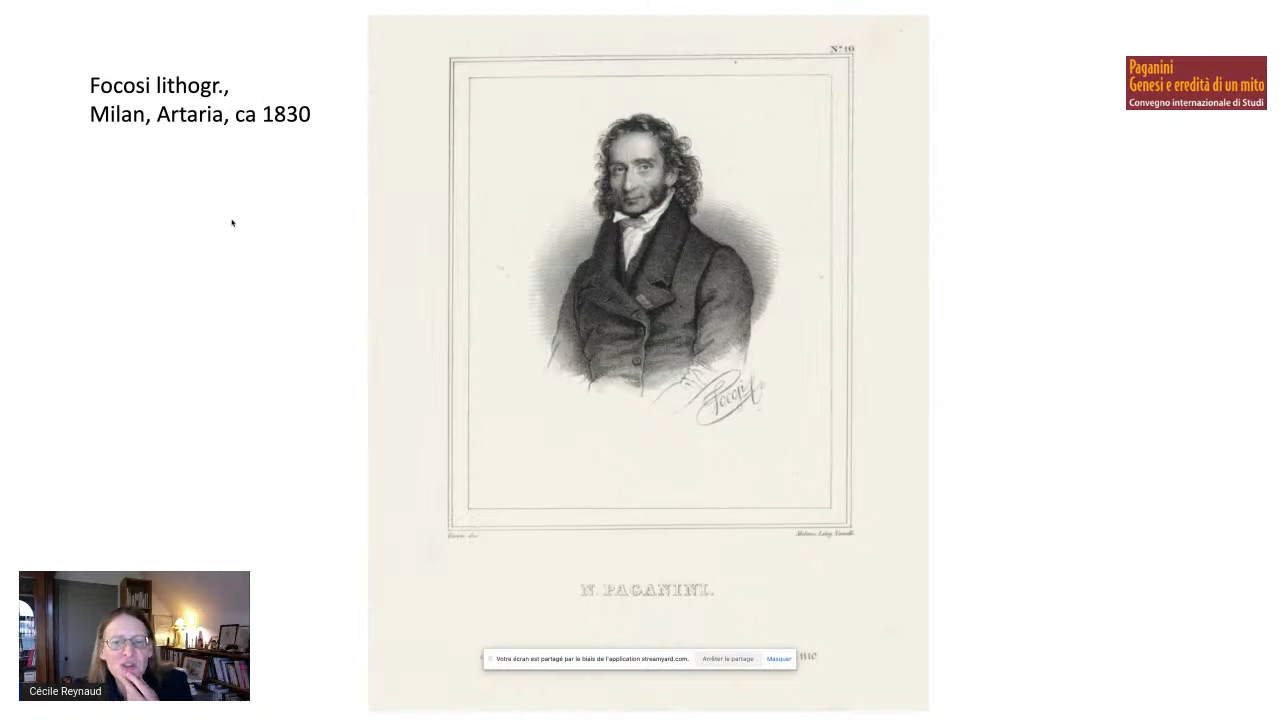 Focosi lithogr.,
Milan, Artaria, ca 1830
Paganini
Genesi e eredità di un mito
Convegno internazionale di Studi
Nº 10
Focosi
N. PAGANINI.
Votre écran est partagé par le biais de l'application streamyard.com.
Arrêter le partage
Masquer
Cécile Reynaud